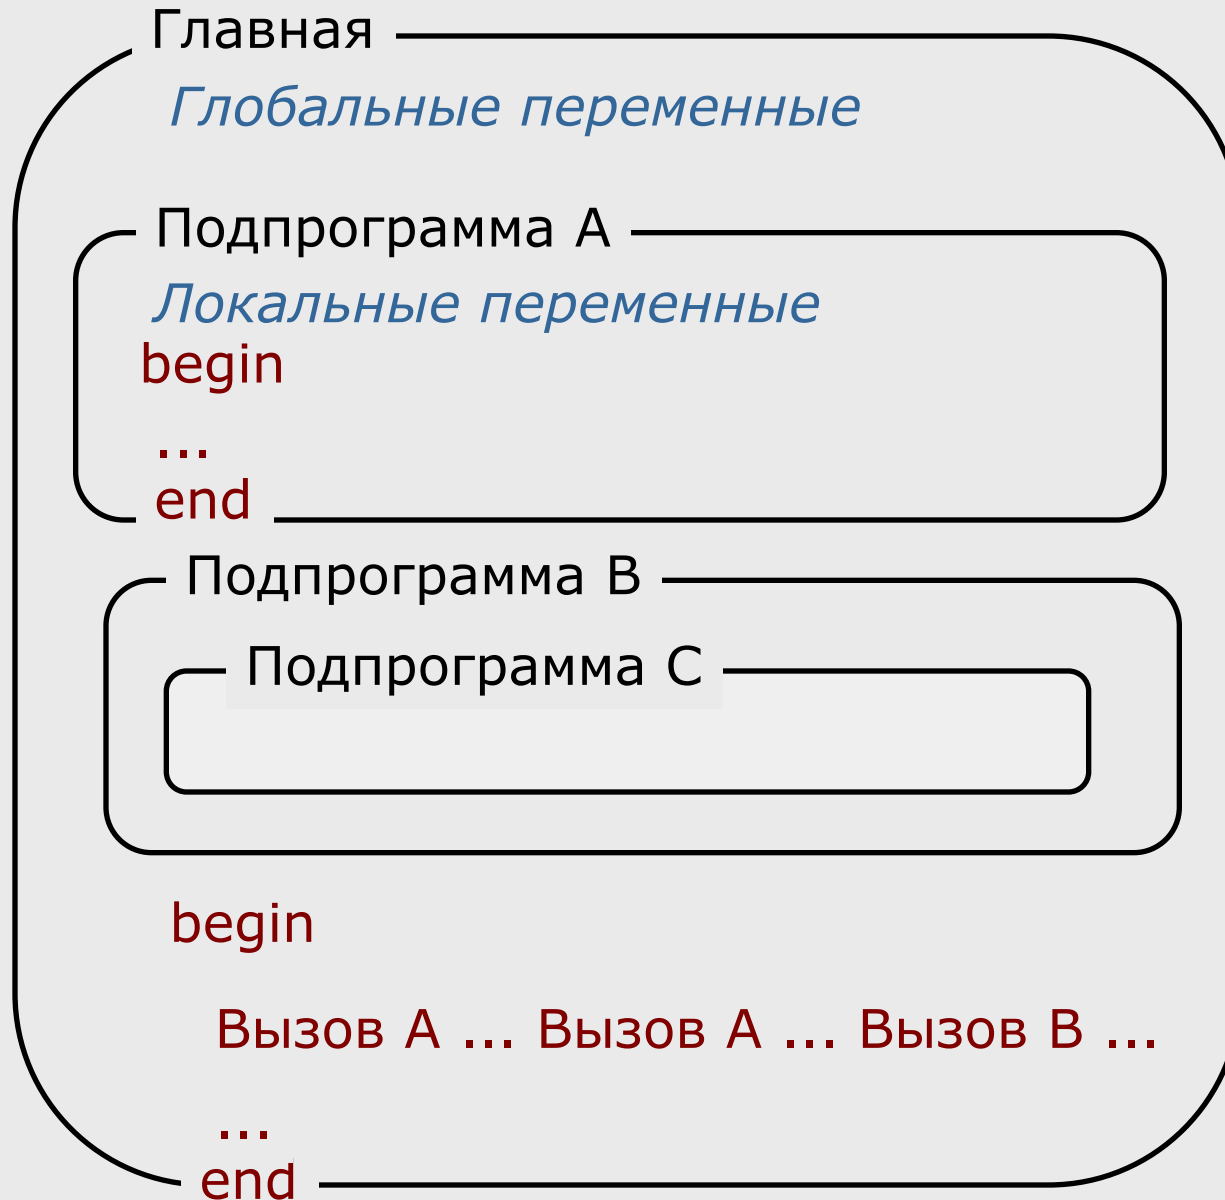 Главная
Глобальные переменные
Подпрограмма A
Локальные переменные
begin
...
end
Подпрограмма B
Подпрограмма C
begin
Вызов A ... Вызов A ... Вызов B ...
...
end